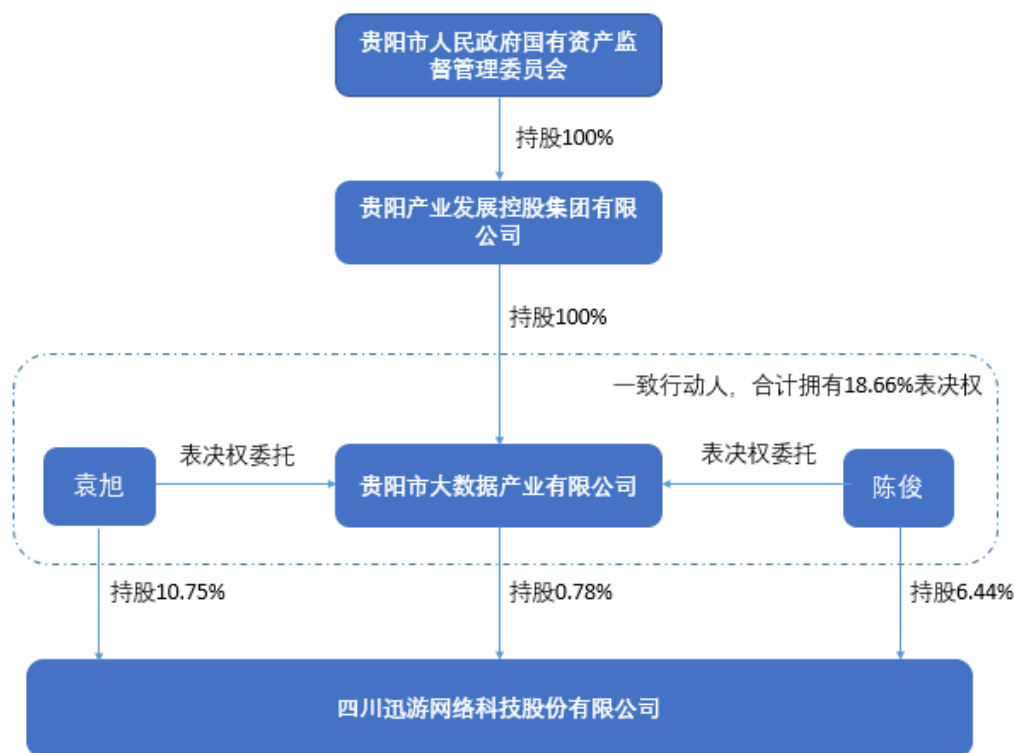 贵阳市人民政府国有资产监
督管理委员会
持股100%
贵阳产业发展控股集团有限
公司
持股100%
一致行动人，合计拥有18.66%表决权
袁旭
表决权委托
贵阳市大数据产业有限公司
表决权委托
陈俊
持股10.75%
持股0.78%
持股6.44%
四川迅游网络科技股份有限公司